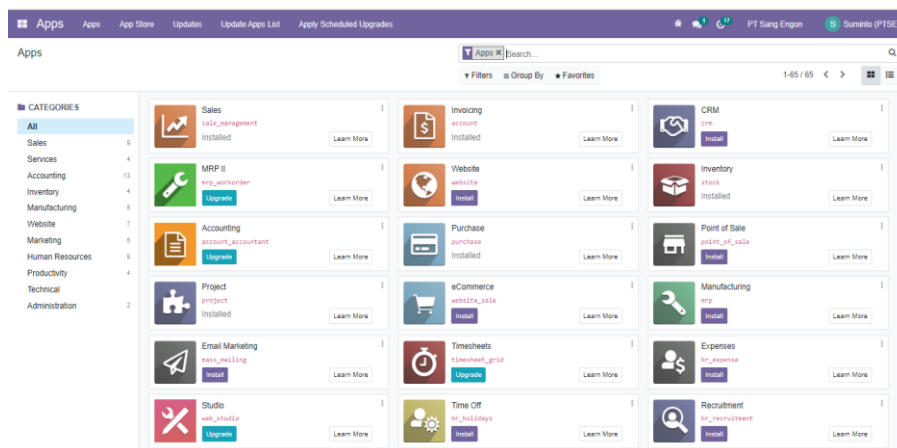 Apps Apps App Store Updates Update Apps List Apply Scheduled Upgrades 1 17 PT Sang Engon S Suminto (PTSE
Apps
Apps Search...
Filters Group By Favorites 1-65 / 65
CATEGORIES
All
Sales 9
Services 4
Accounting 13
Inventory 4
Manufacturing 8
Website 7
Marketing 5
Human Resources 9
Productivity 4
Technical
Administration 2
Sales
sale_management
Installed Learn More
Invoicing
account
Installed Learn More
CRM
crm
Install Learn More
MRP II
mrp_workorder
Upgrade Learn More
Website
website
Install Learn More
Inventory
stock
Installed Learn More
Accounting
account_accountant
Upgrade Learn More
Purchase
purchase
Installed Learn More
Point of Sale
point_of_sale
Install Learn More
Project
project
Installed Learn More
eCommerce
website_sale
Install Learn More
Manufacturing
mrp
Install Learn More
Email Marketing
mass_mailing
Install Learn More
Timesheets
timesheet_grid
Upgrade Learn More
Expenses
hr_expense
Install Learn More
Studio
web_studio
Upgrade Learn More
Time Off
hr_holidays
Install Learn More
Recruitment
hr_recruitment
Install Learn More